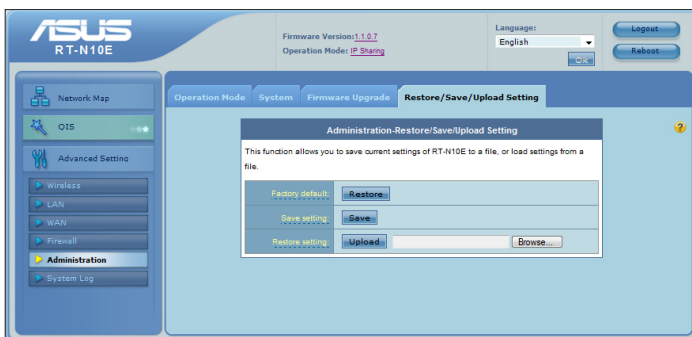 ASUS
RT-N10E
Firmware Version:1.1.0.7
Operation Mode: IP Sharing
Language:
English
OK
Logout
Reboot
Network Map
QIS
Advanced Setting
Wireless
LAN
WAN
Firewall
Administration
System Log
Operation Mode
System
Firmware Upgrade
Restore/Save/Upload Setting
Administration-Restore/Save/Upload Setting
This function allows you to save current settings of RT-N10E to a file, or load settings from a
file.
Factory default: Restore
Save setting: Save
Restore setting: Upload Browse...
?